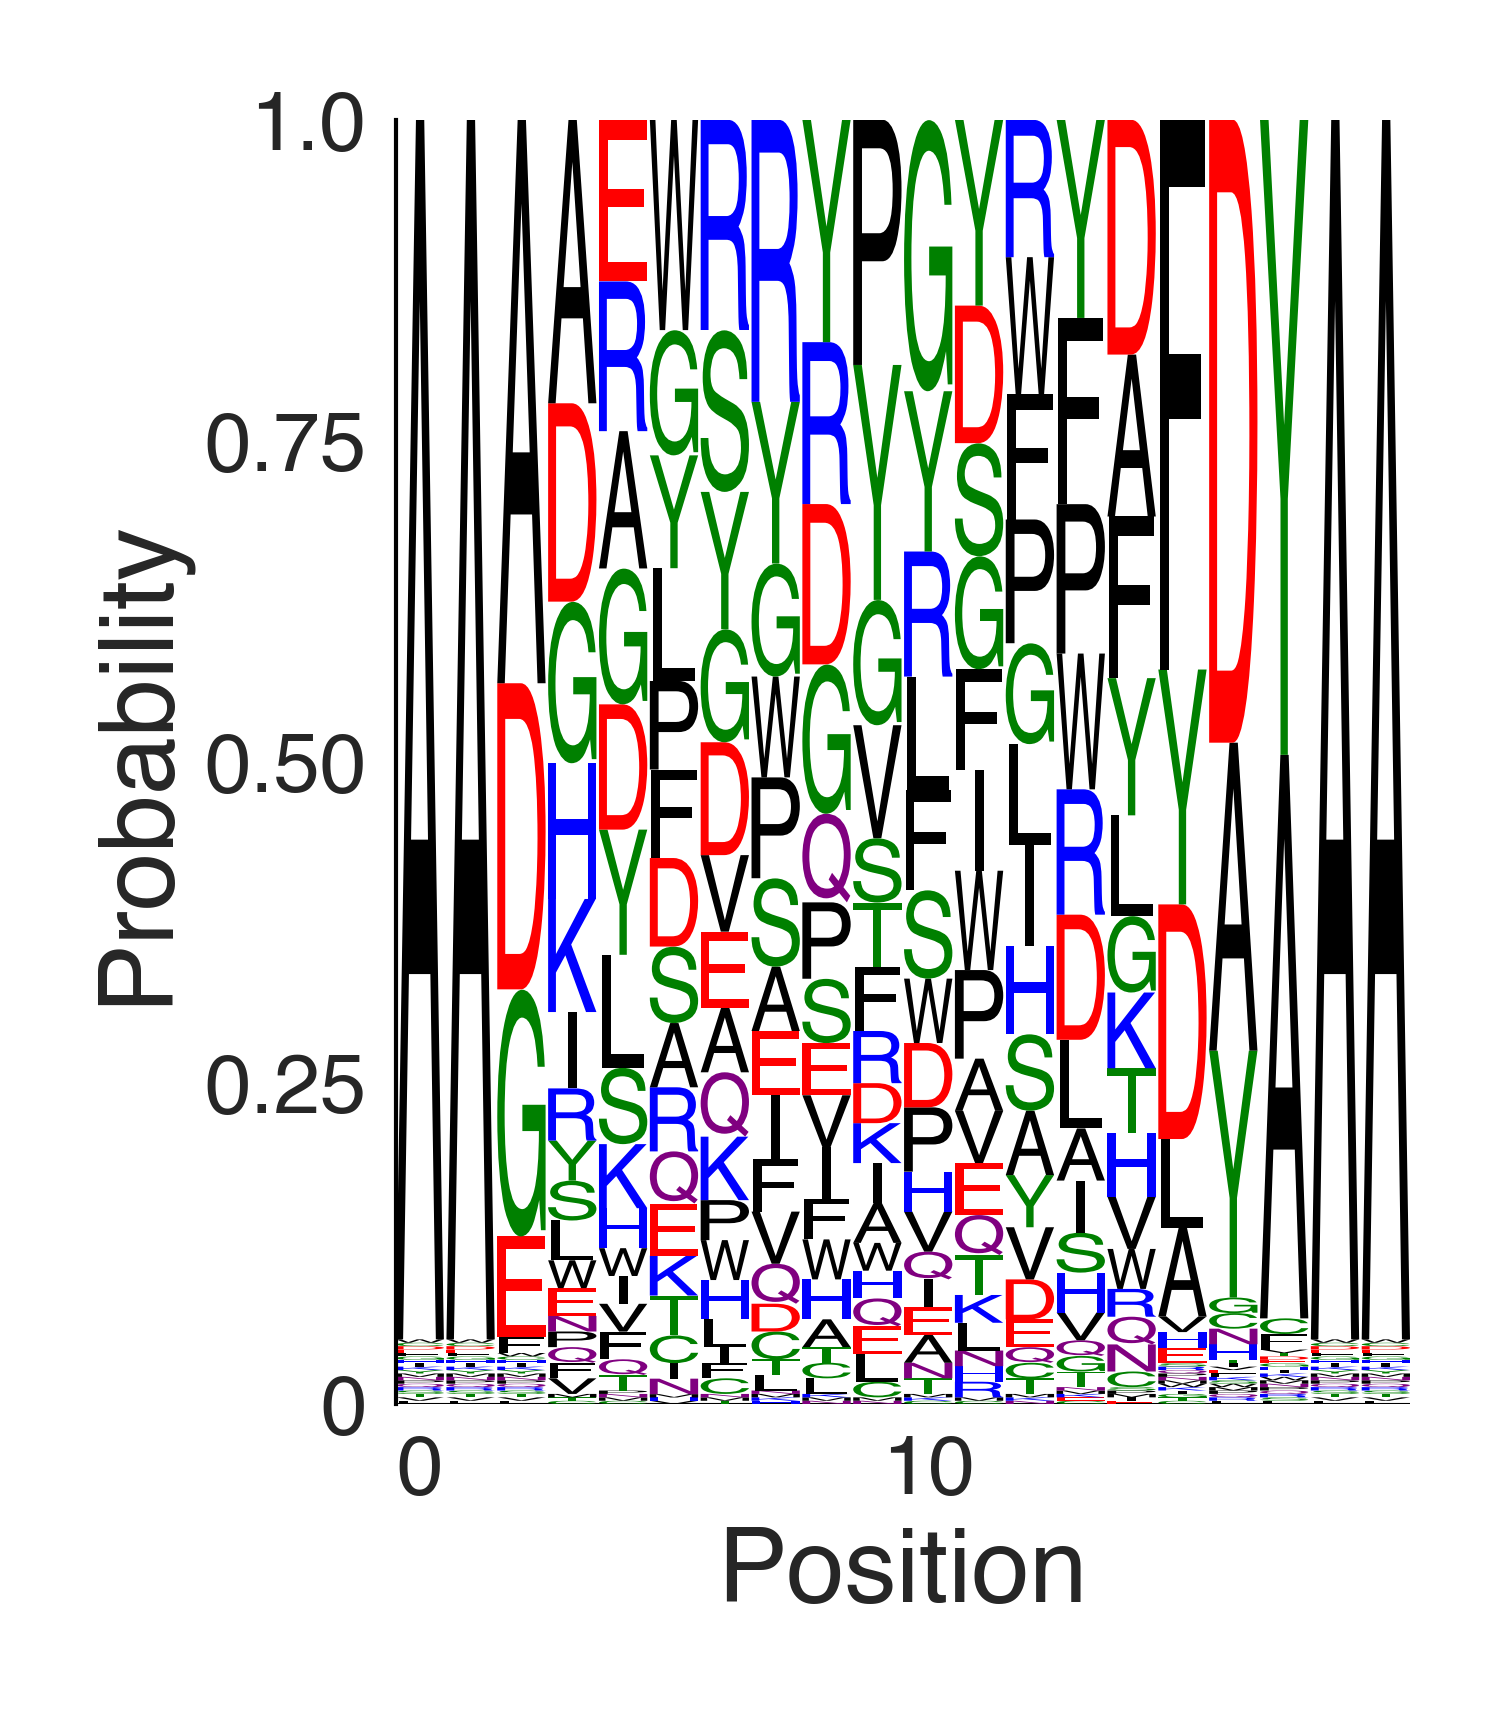 1.0
0.75
0.50
0.25
0
Probability
0
10
Position
A
A
A D G E
A D G H K I R Y S L W E N P Q F V
E R A G D Y L S K H W I V F Q T
W G Y L P F D S A R Q E K T C I N
R S Y G D V E A Q K P W H L I F C
R Y G W P S A E I F V Q D C T L
Y R D G Q P S E V I F W H A T C L
P Y G V S T F R D K I A W H Q E L C
G Y R L F S W D P H V Q I E A N T
Y D S G F I W P A V E Q T K L N H R
R W F P G L T H S A Y V D E Q C T
Y F P W R D L A I S H V Q G T
D A F Y L G K T H V W R Q N C
F Y D L A V H E
D A Y G C N H
Y A C F
A
A